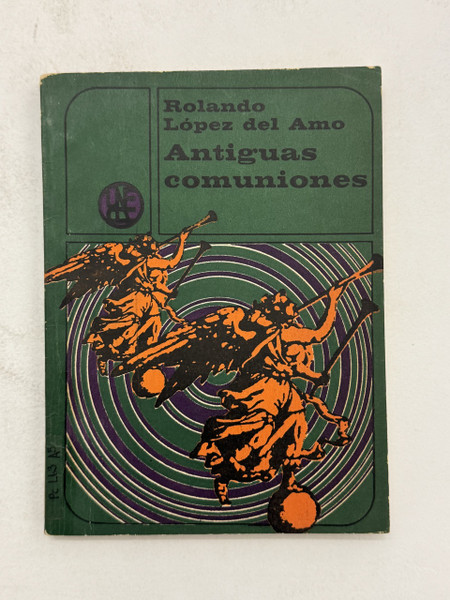 Rolando
López del Amo
Antiguas
comuniones